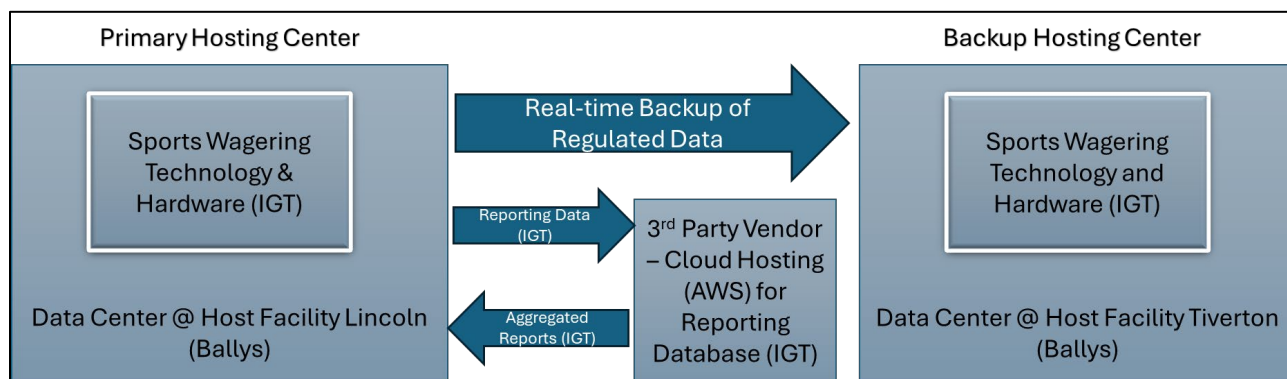 Primary Hosting Center
Backup Hosting Center
Sports Wagering
Technology &
Hardware (IGT)
Data Center @ Host Facility Lincoln
(Ballys)
Real-time Backup of
Regulated Data
Reporting Data
(IGT)
Aggregated
Reports (IGT)
3rd Party Vendor
– Cloud Hosting
(AWS) for
Reporting
Database (IGT)
Sports Wagering
Technology and
Hardware (IGT)
Data Center @ Host Facility Tiverton
(Ballys)